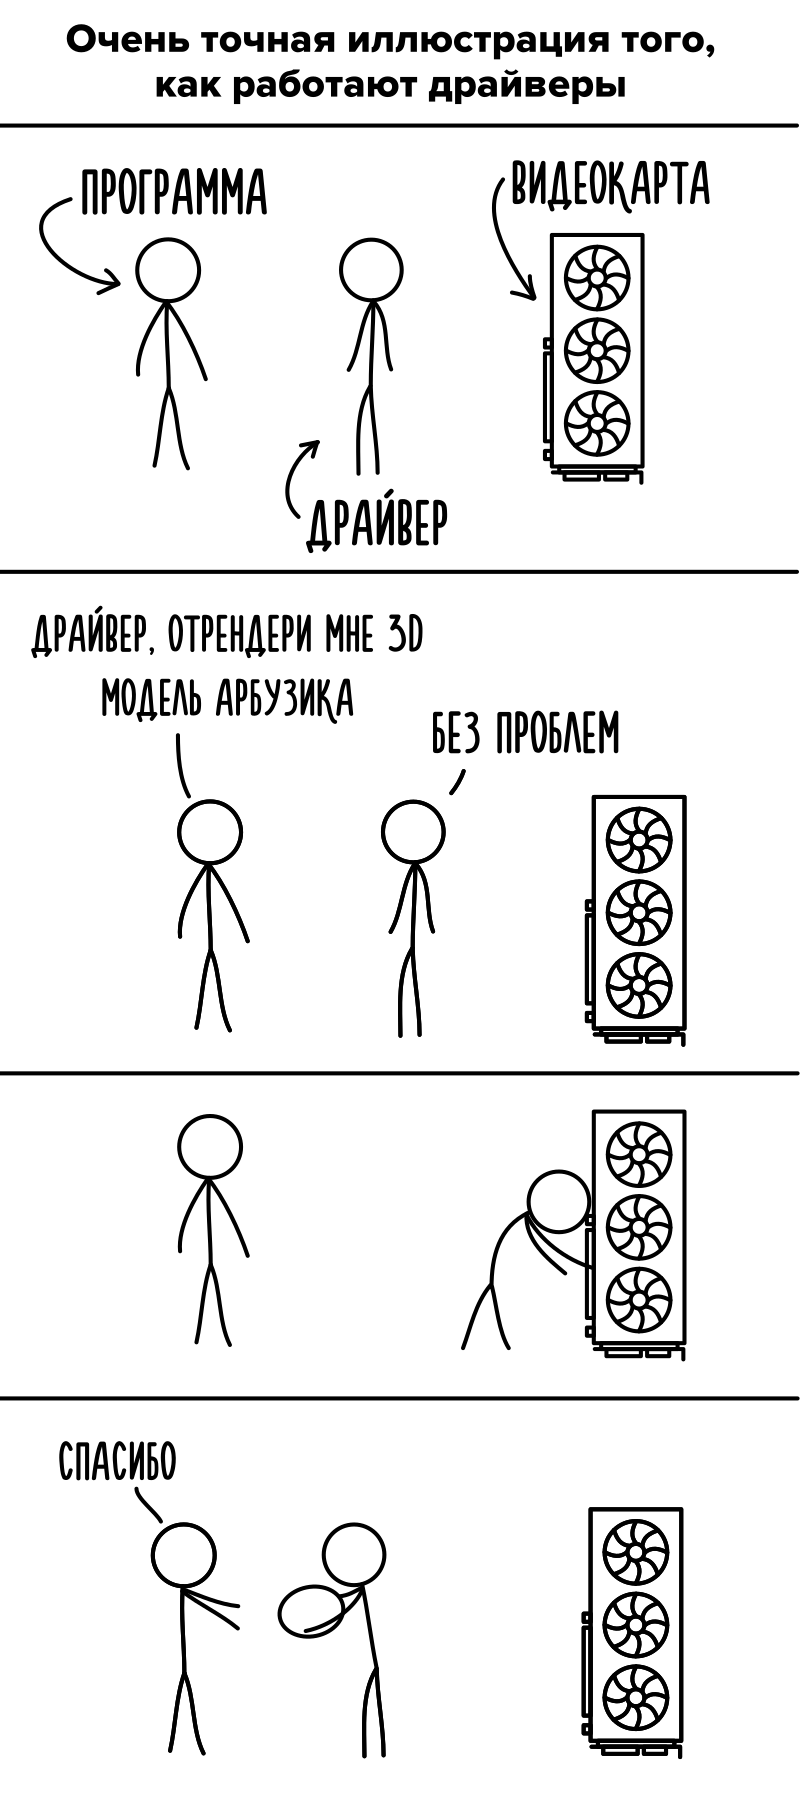 Очень точная иллюстрация того,
как работают драйверы
ПРОГРАММА
ВИДЕОКАРТА
ДРАЙВЕР
ДРАЙВЕР, ОТРЕНДЕРИ МНЕ 3D
МОДЕЛЬ АРБУЗИКА
БЕЗ ПРОБЛЕМ
СПАСИБО